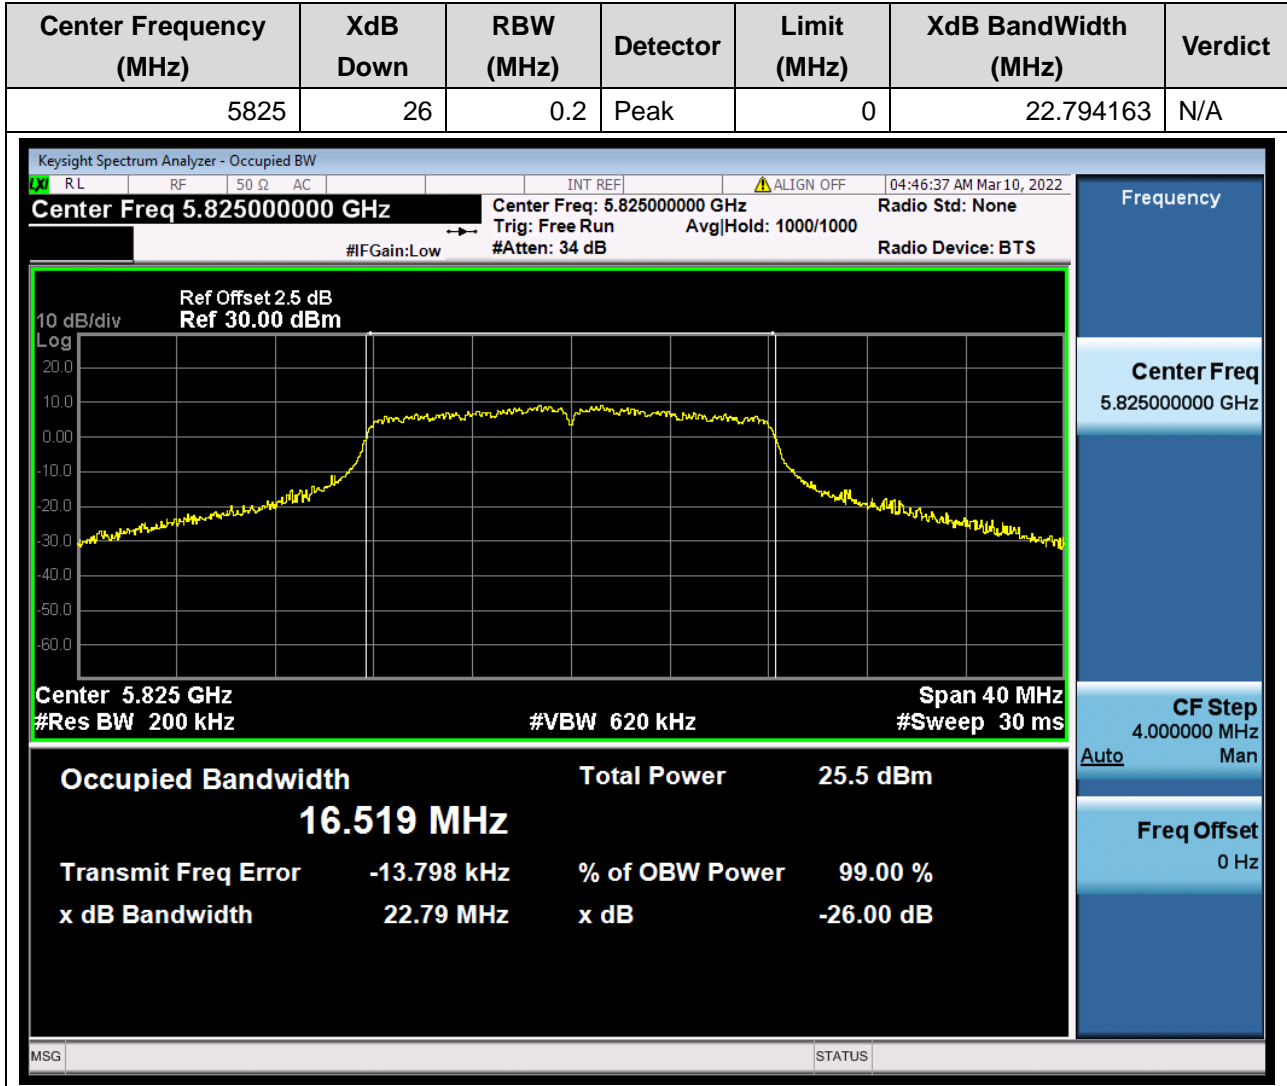 Center Frequency (MHz) XdB Down RBW (MHz) Detector Limit (MHz) XdB BandWidth (MHz) Verdict
5825 26 0.2 Peak 0 22.794163 N/A
Keysight Spectrum Analyzer - Occupied BW
LXI RL RF 50 Ω AC INT REF ALIGN OFF 04:46:37 AM Mar 10, 2022
Center Freq 5.825000000 GHz
Center Freq: 5.825000000 GHz
Radio Std: None
Trig: Free Run Avg|Hold: 1000/1000
#IFGain:Low
#Atten: 34 dB
Radio Device: BTS
Ref Offset 2.5 dB
10 dB/div Ref 30.00 dBm
Log
20.0
10.0
0.00
-10.0
-20.0
-30.0
-40.0
-50.0
-60.0
Center 5.825 GHz Span 40 MHz
#Res BW 200 kHz #VBW 620 kHz #Sweep 30 ms
Occupied Bandwidth Total Power 25.5 dBm
16.519 MHz
Transmit Freq Error -13.798 kHz % of OBW Power 99.00 %
x dB Bandwidth 22.79 MHz x dB -26.00 dB
Frequency
Center Freq
5.825000000 GHz
CF Step
4.000000 MHz
Auto Man
Freq Offset
0 Hz
MSG STATUS